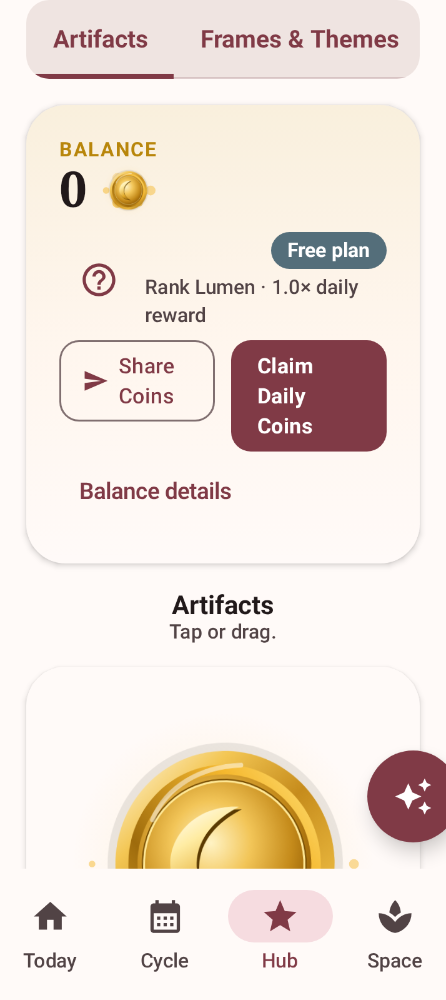 Artifacts
Frames & Themes
BALANCE
0
Free plan
Rank Lumen · 1.0× daily
reward
Share
Coins
Claim
Daily
Coins
Balance details
Artifacts
Tap or drag.
Today
Cycle
Hub
Space